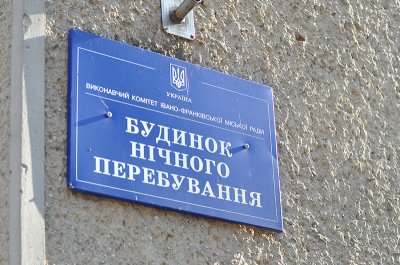 УКРАЇНА
ВИКОНАВЧИЙ КОМІТЕТ ІВАНО-ФРАНКІВСЬКОЇ МІСЬКОЇ РАДИ
БУДИНОК
НІЧНОГО
ПЕРЕБУВАННЯ